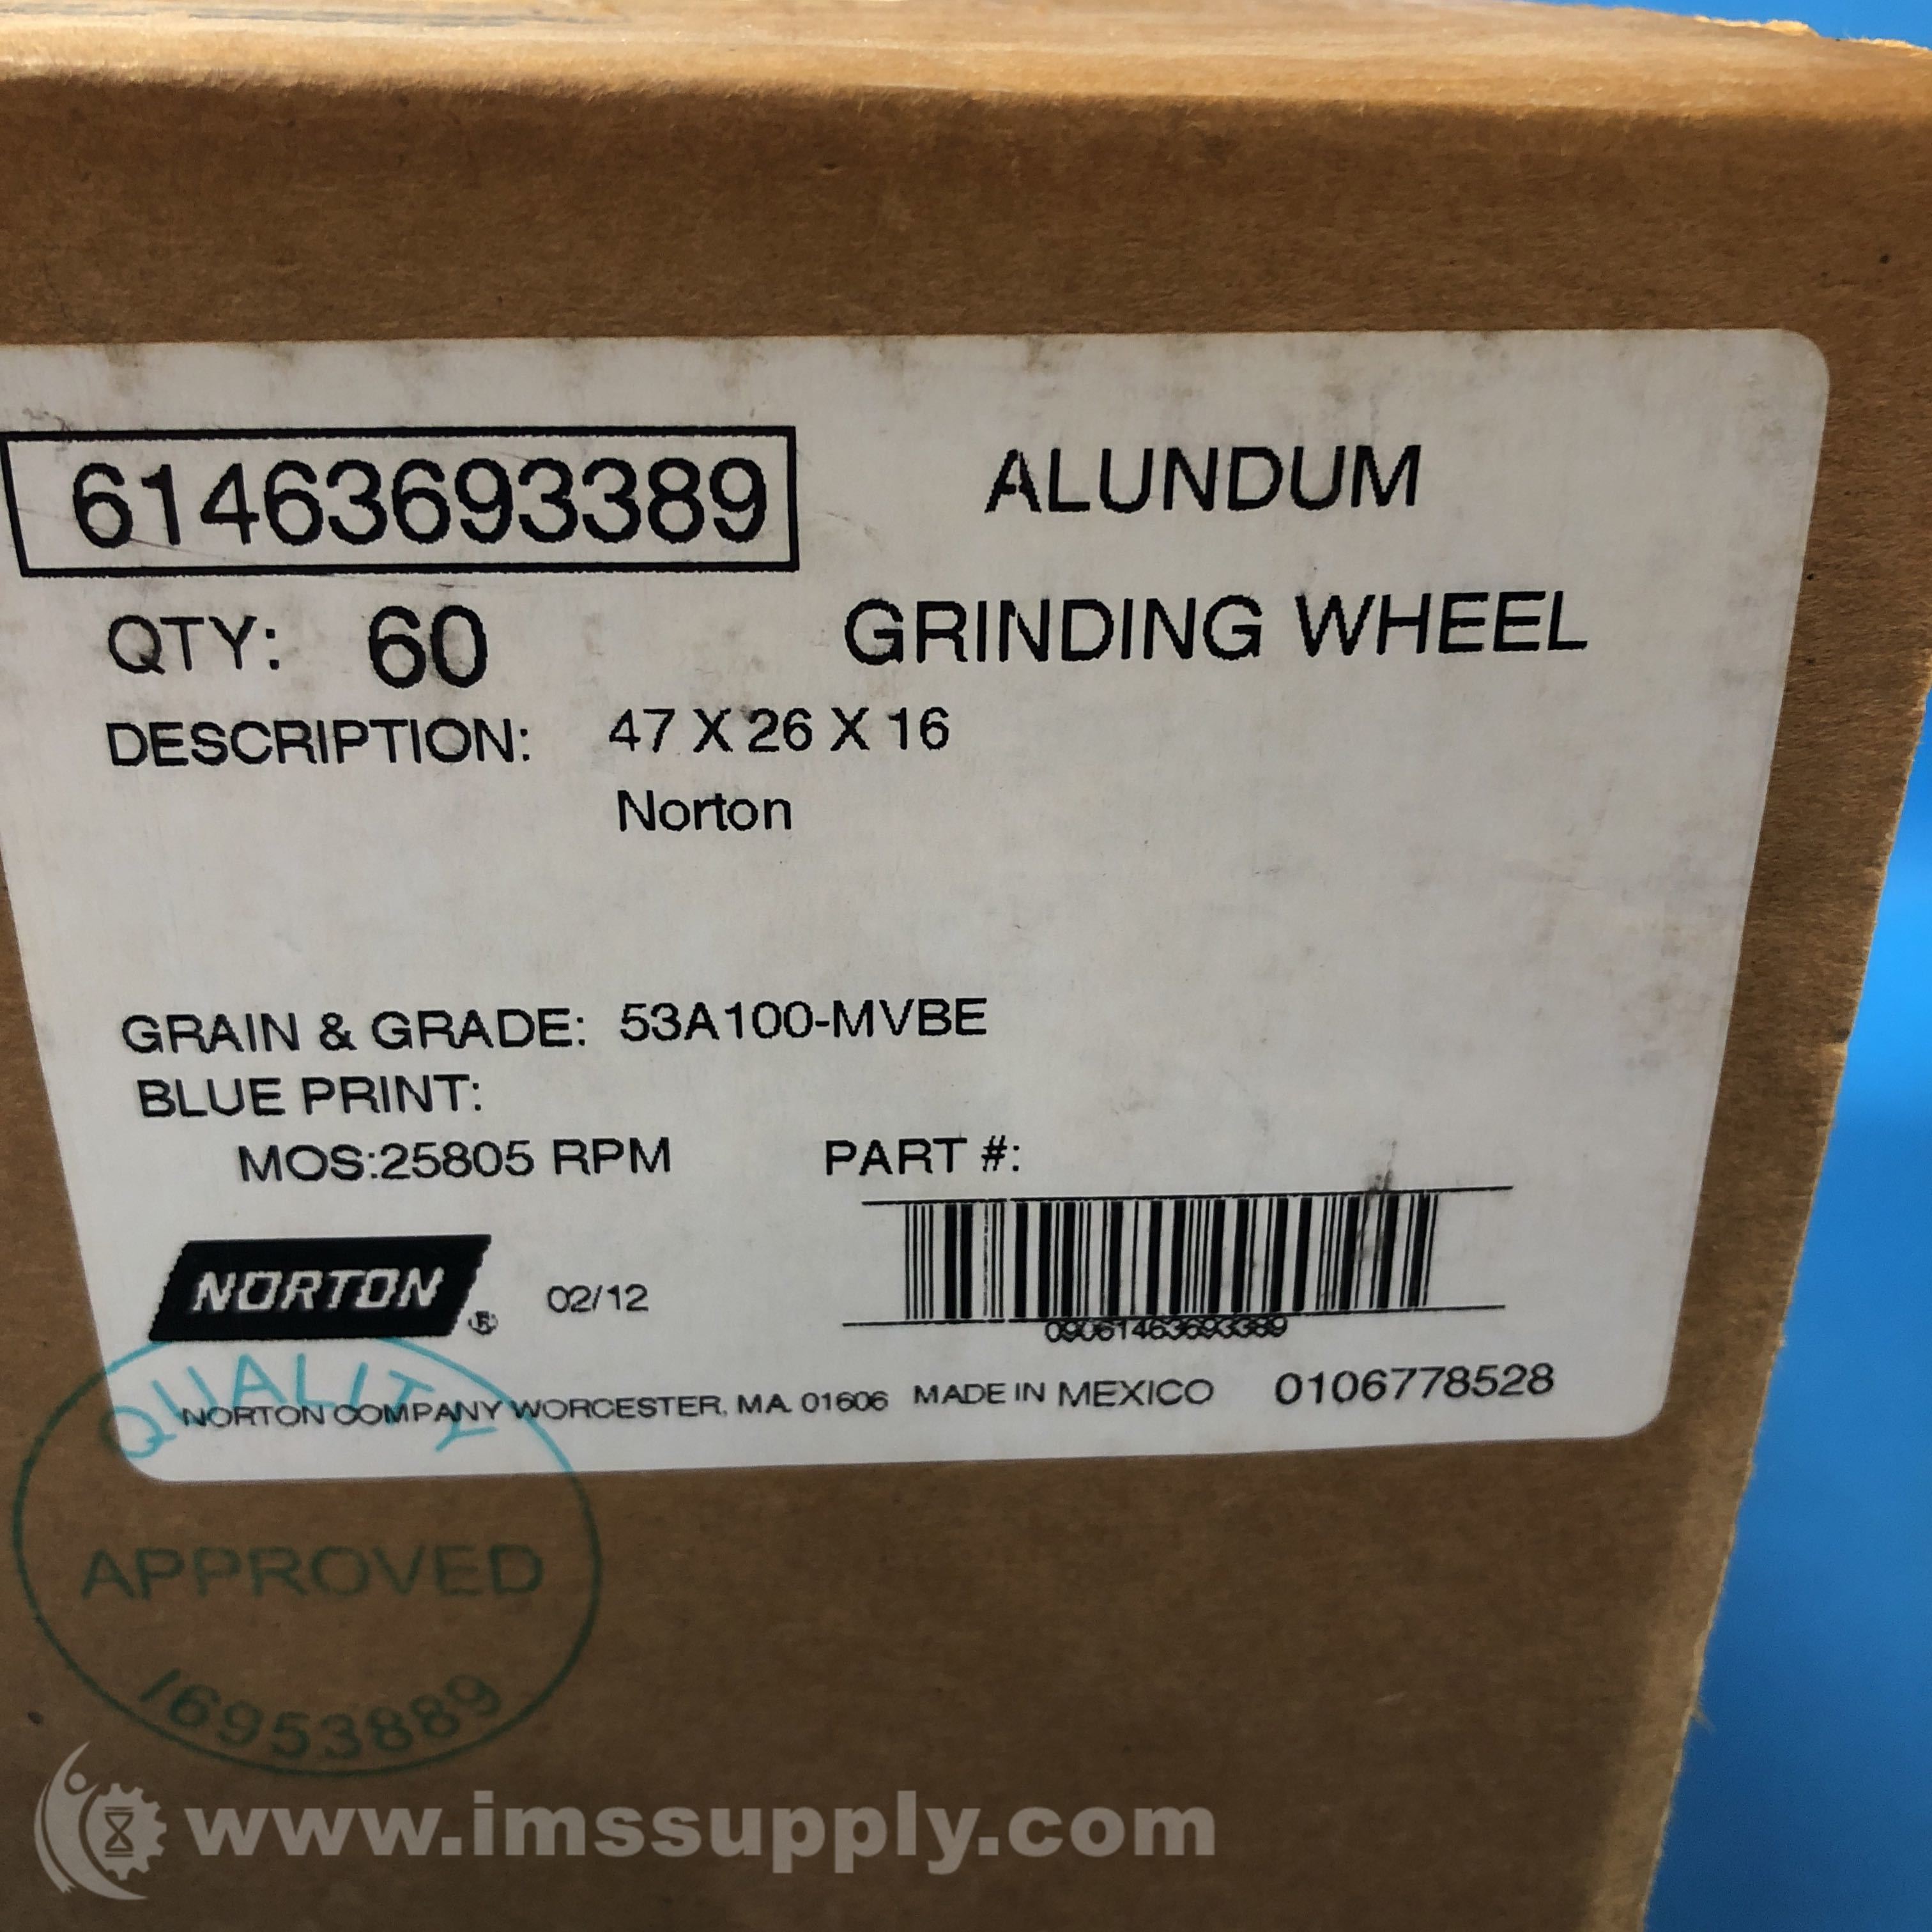 61463693389 ALUNDUM
QTY: 60 GRINDING WHEEL
DESCRIPTION: 47 X 26 X 16
Norton
GRAIN & GRADE: 53A100-MVBE
BLUE PRINT:
MOS:25805 RPM PART #:
NORTON ® 02/12
09061463693389
NORTON COMPANY WORCESTER, MA. 01606 MADE IN MEXICO 0106778528
QUALITY
APPROVED
16953889
www.imssupply.com